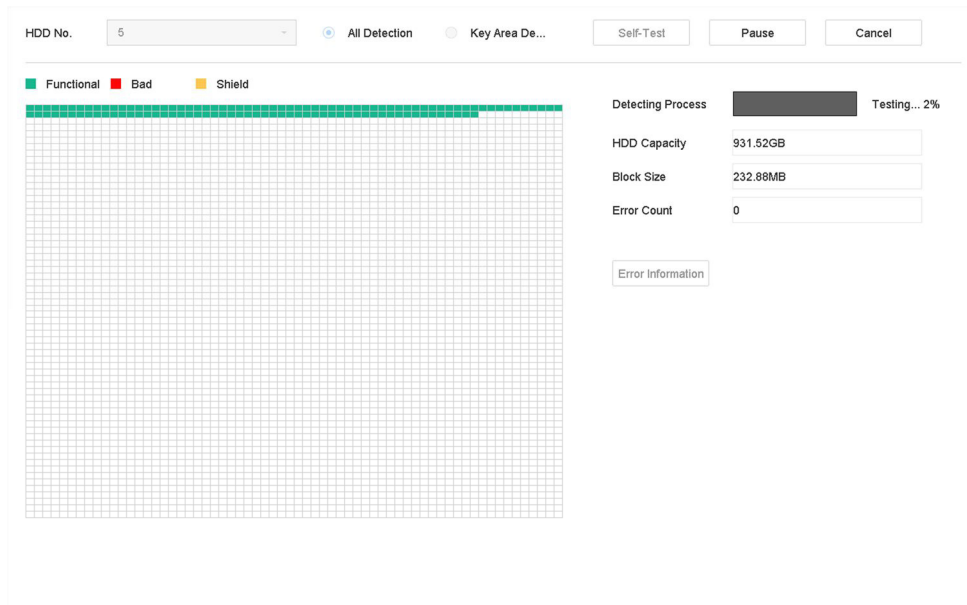 HDD No. 5 All Detection Key Area De... Self-Test Pause Cancel
Functional Bad Shield
Detecting Process Testing... 2%
HDD Capacity 931.52GB
Block Size 232.88MB
Error Count 0
Error Information